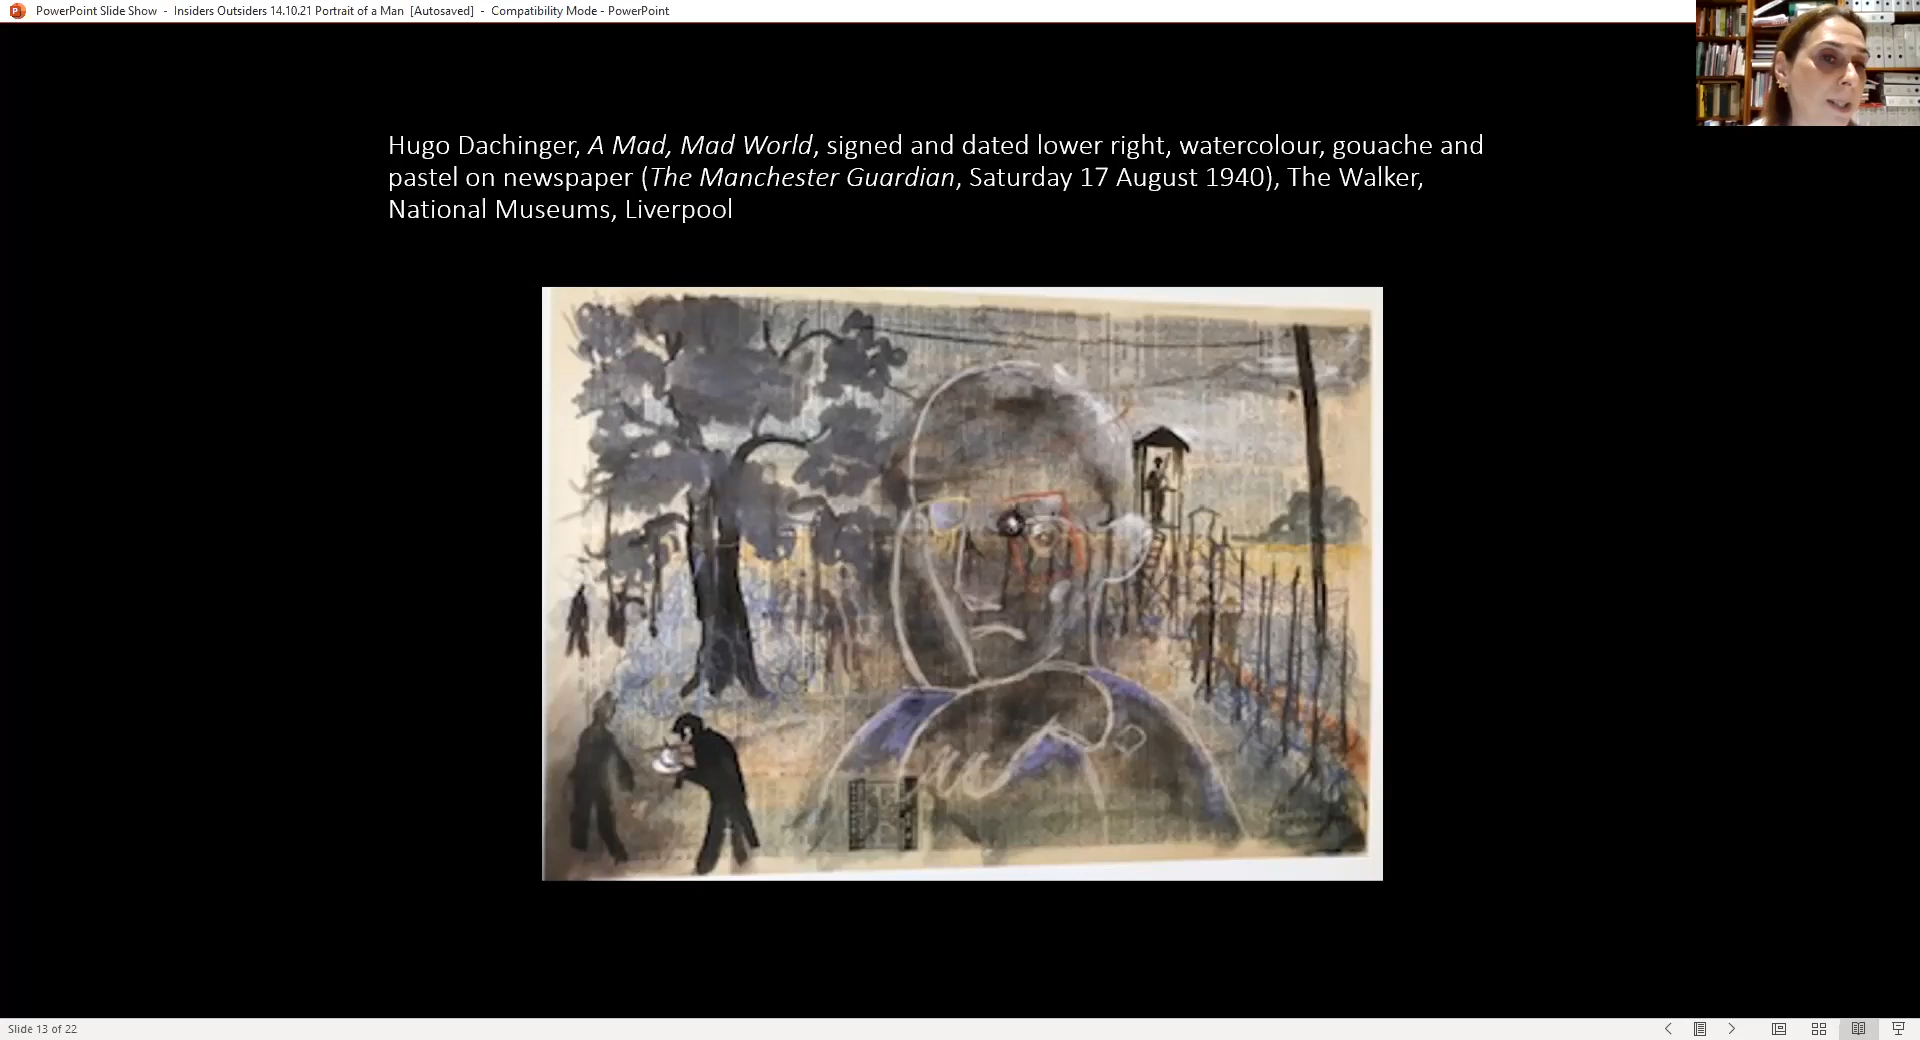 PowerPoint Slide Show - Insiders Outsiders 14.10.21 Portrait of a Man [Autosaved] - Compatibility Mode - PowerPoint
Hugo Dachinger, A Mad, Mad World, signed and dated lower right, watercolour, gouache and
pastel on newspaper (The Manchester Guardian, Saturday 17 August 1940), The Walker,
National Museums, Liverpool
Slide 13 of 22